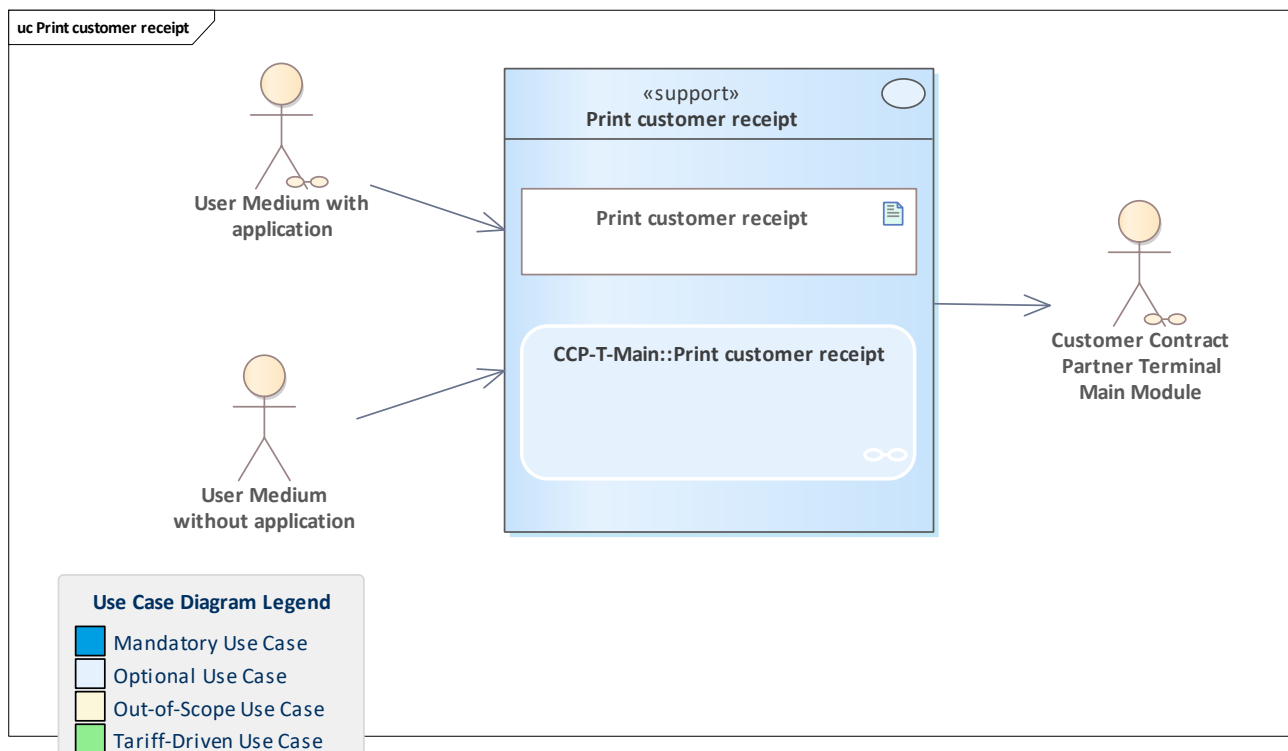 uc Print customer receipt
«support»
Print customer receipt
User Medium with
application
Print customer receipt
CCP-T-Main::Print customer receipt
Customer Contract
Partner Terminal
Main Module
User Medium
without application
Use Case Diagram Legend
Mandatory Use Case
Optional Use Case
Out-of-Scope Use Case
Tariff-Driven Use Case